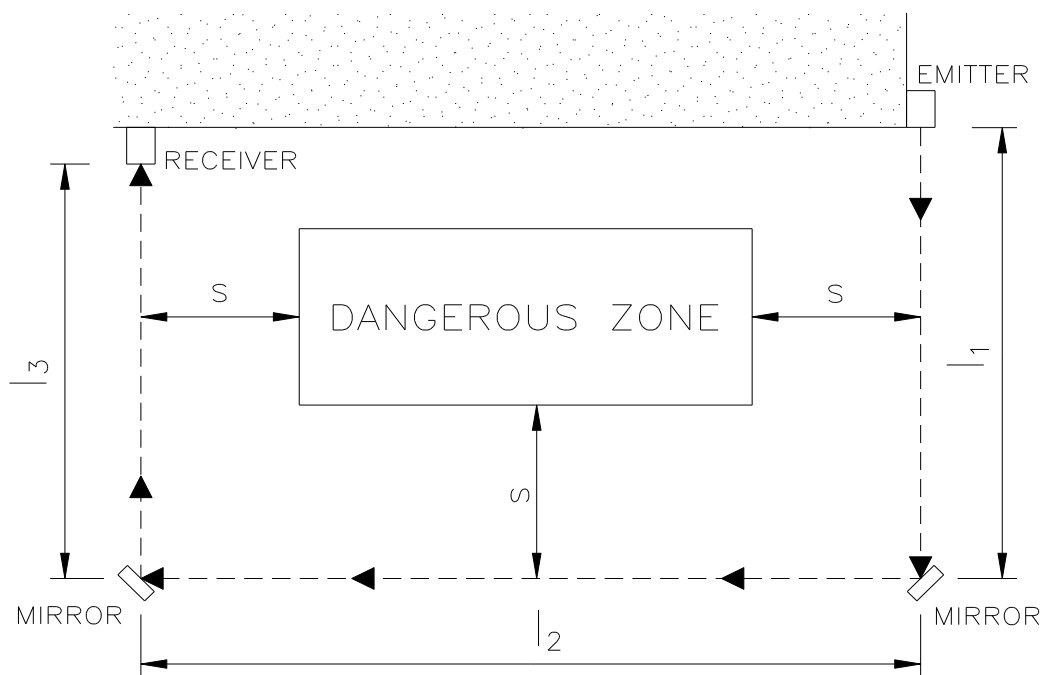 EMITTER
RECEIVER
S
DANGEROUS ZONE
S
l3
l1
S
MIRROR
MIRROR
l2